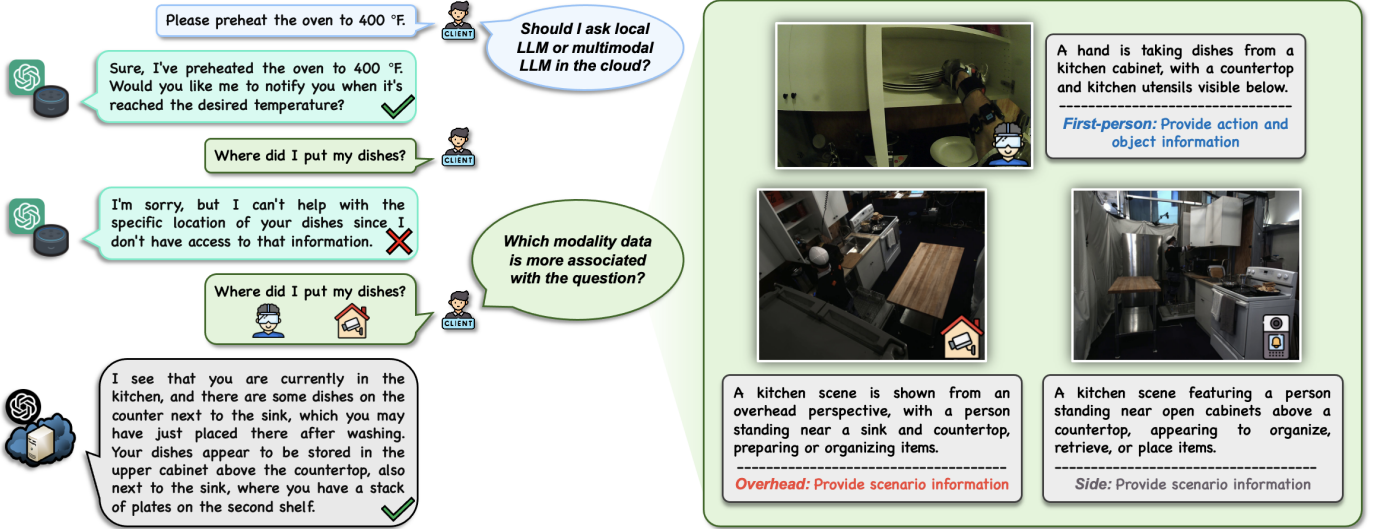 Please preheat the oven to 400 °F.
CLIENT
Should I ask local
LLM or multimodal
LLM in the cloud?
Sure, I've preheated the oven to 400 °F.
Would you like me to notify you when it's
reached the desired temperature?
Where did I put my dishes?
CLIENT
I'm sorry, but I can't help with the
specific location of your dishes since I
don't have access to that information.
Which modality data
is more associated
with the question?
Where did I put my dishes?
CLIENT
I see that you are currently in the
kitchen, and there are some dishes on the
counter next to the sink, which you may
have just placed there after washing.
Your dishes appear to be stored in the
upper cabinet above the countertop, also
next to the sink, where you have a stack
of plates on the second shelf.
A hand is taking dishes from a
kitchen cabinet, with a countertop
and kitchen utensils visible below.
First-person: Provide action and
object information
A kitchen scene is shown from an
overhead perspective, with a person
standing near a sink and countertop,
preparing or organizing items.
Overhead: Provide scenario information
A kitchen scene featuring a person
standing near open cabinets above a
countertop, appearing to organize,
retrieve, or place items.
Side: Provide scenario information